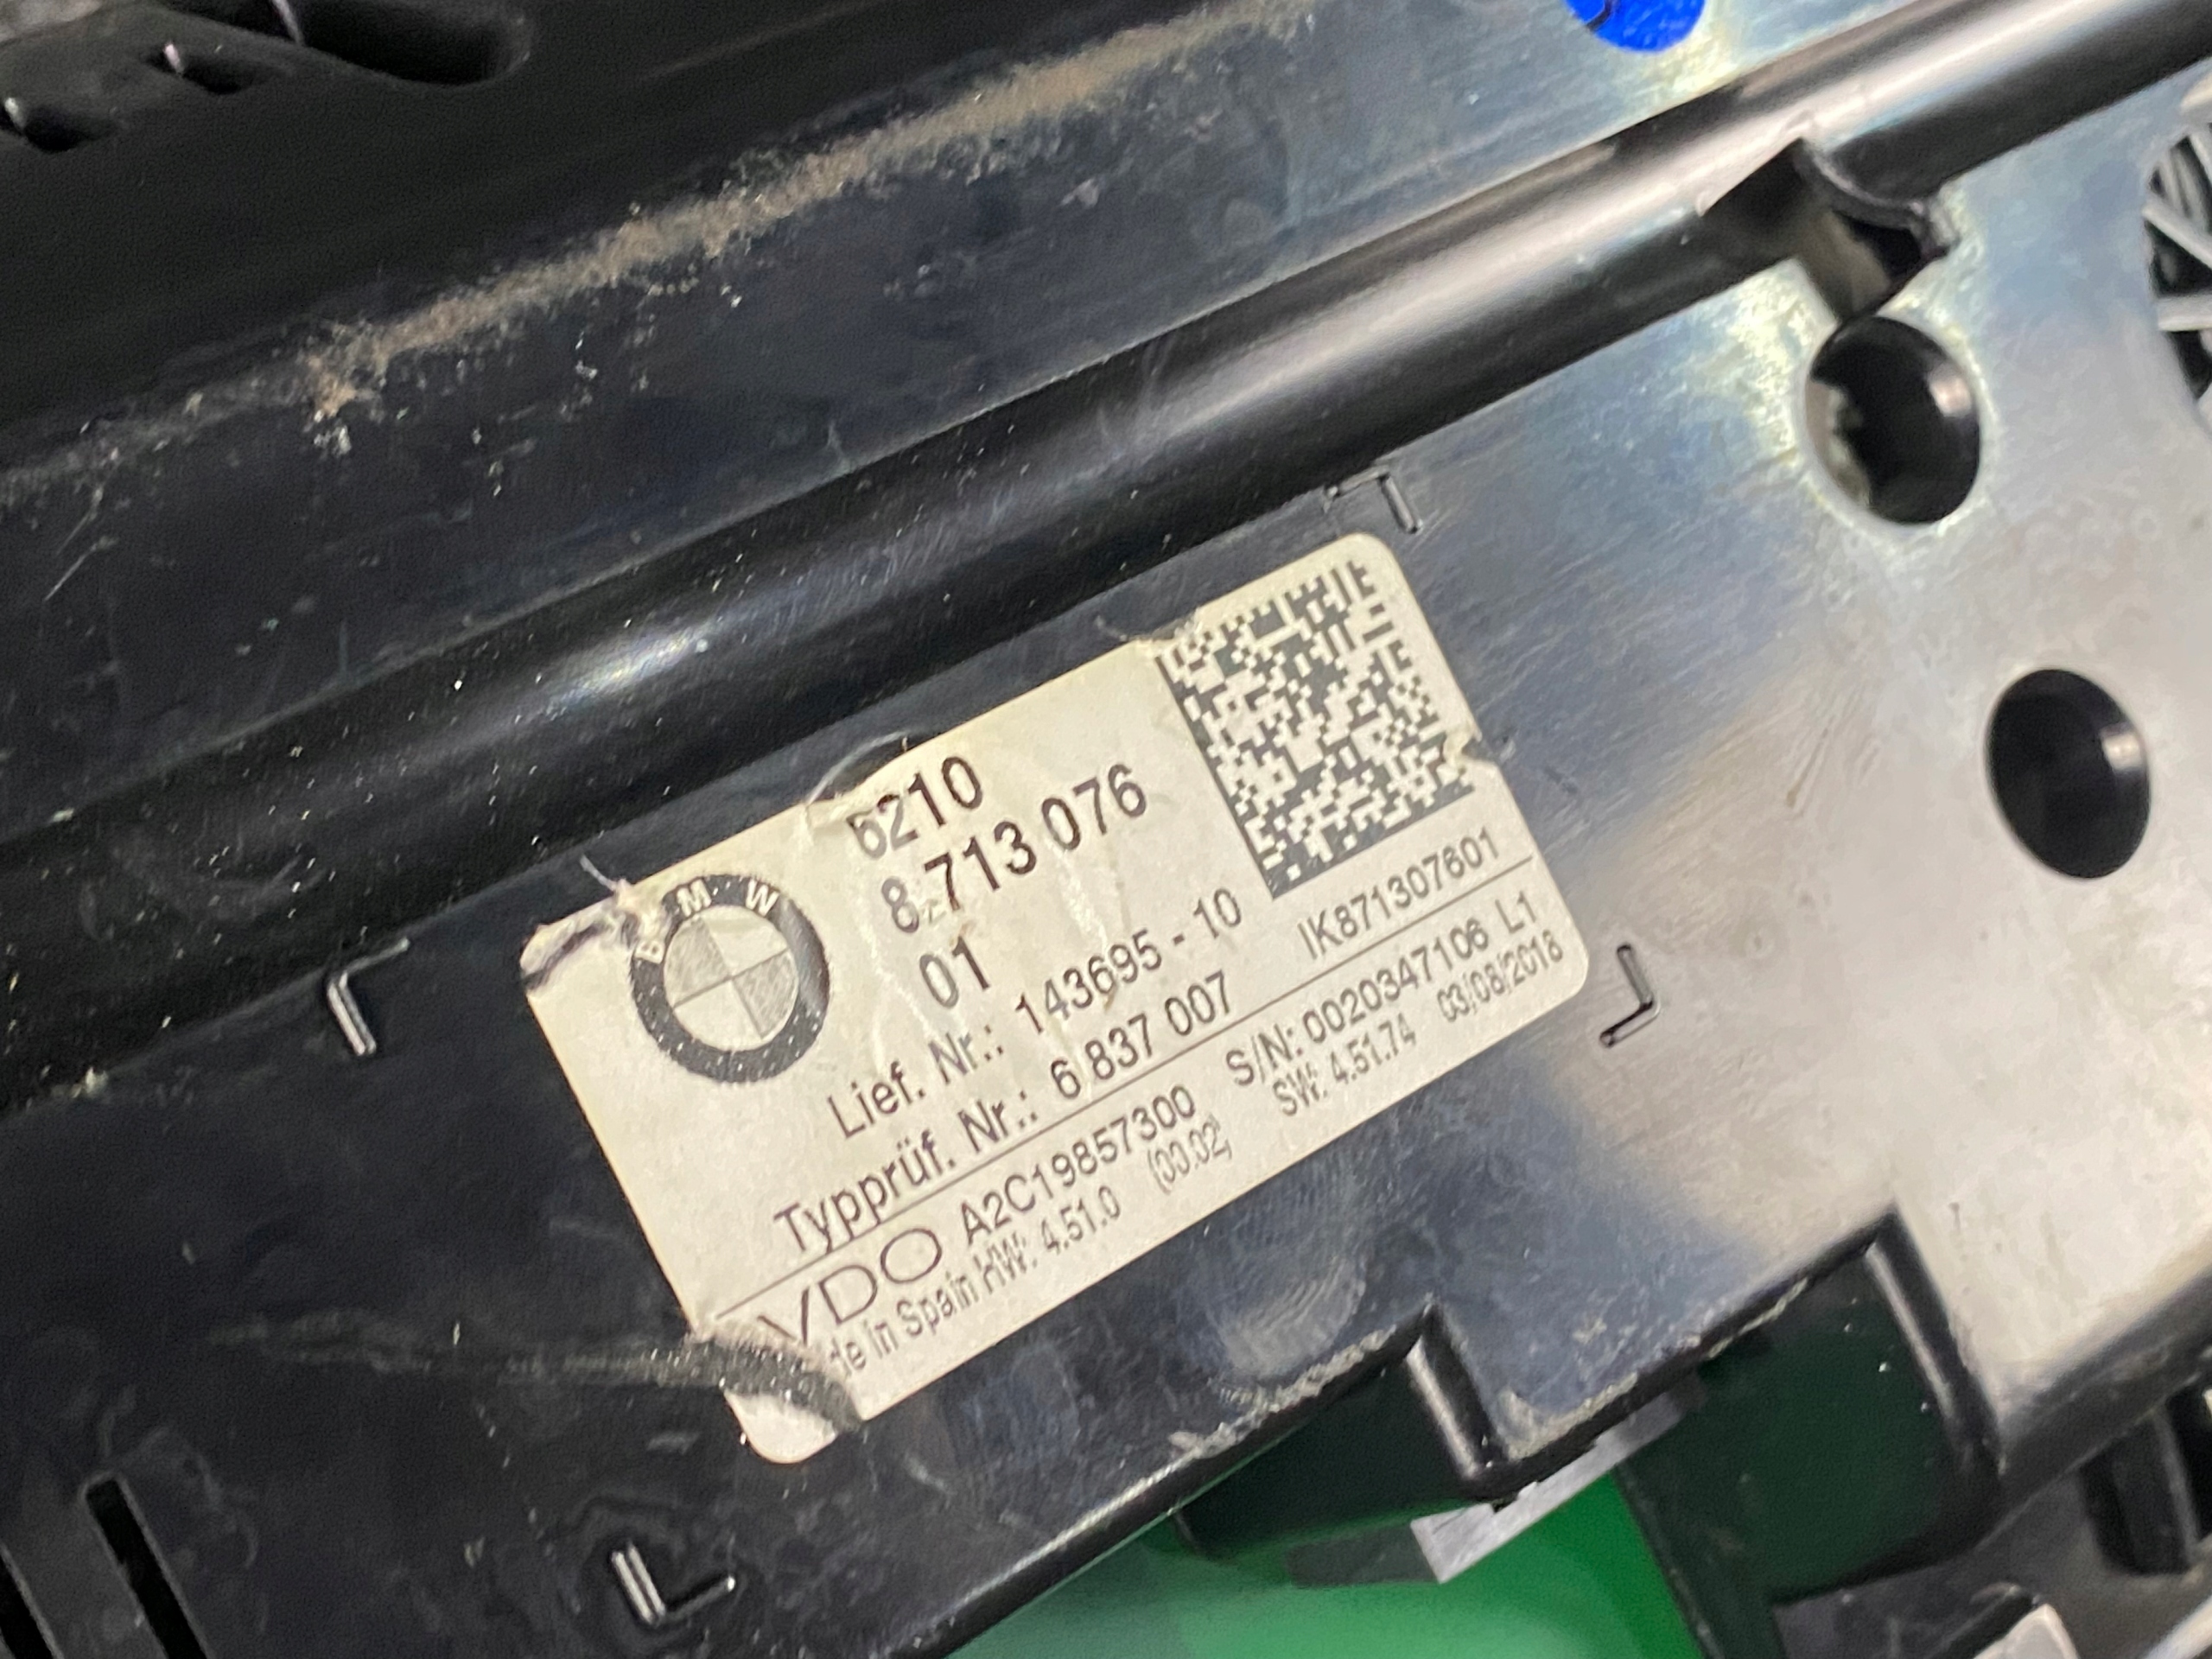 BMW
6210
8 713 076
01
Lief. Nr.: 143695 - 10
Typprüf. Nr.: 6 837 007
IK871307601
VDO A2C19857300 S/N: 0020347106 L1
in Spain HW: 4.51.0 (00.02) SW: 4.51.74 03/08/2018